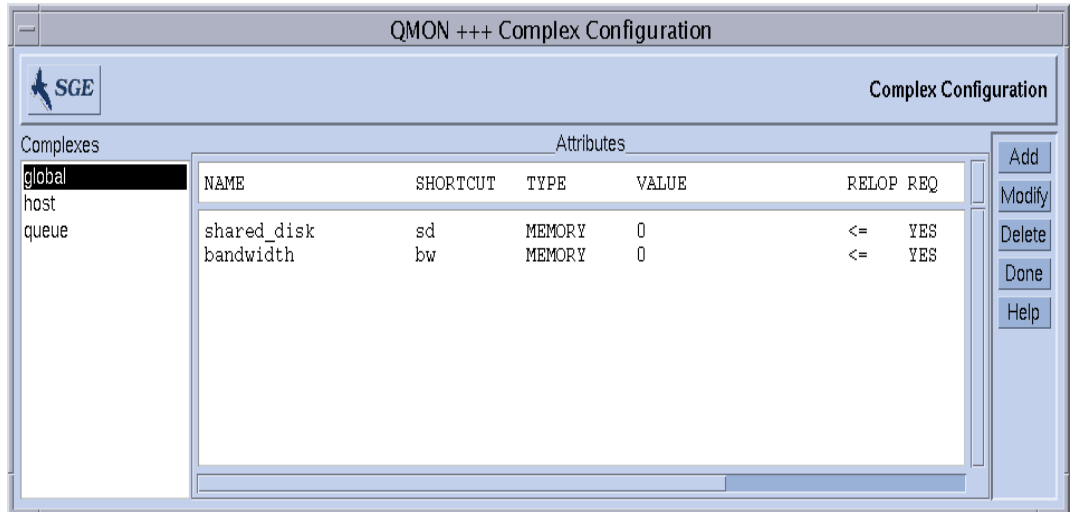 QMON +++ Complex Configuration
SGE
Complex Configuration
Complexes
Attributes
global
host
queue
NAME SHORTCUT TYPE VALUE RELOP REQ
shared_disk sd MEMORY 0 <= YES
bandwidth bw MEMORY 0 <= YES
Add
Modify
Delete
Done
Help